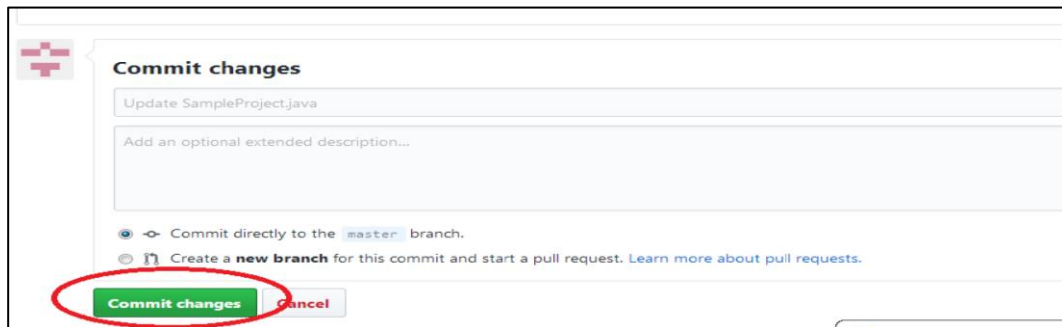 Commit changes
Update SampleProject.java
Add an optional extended description...
Commit directly to the master branch.
Create a new branch for this commit and start a pull request. Learn more about pull requests.
Commit changes Cancel